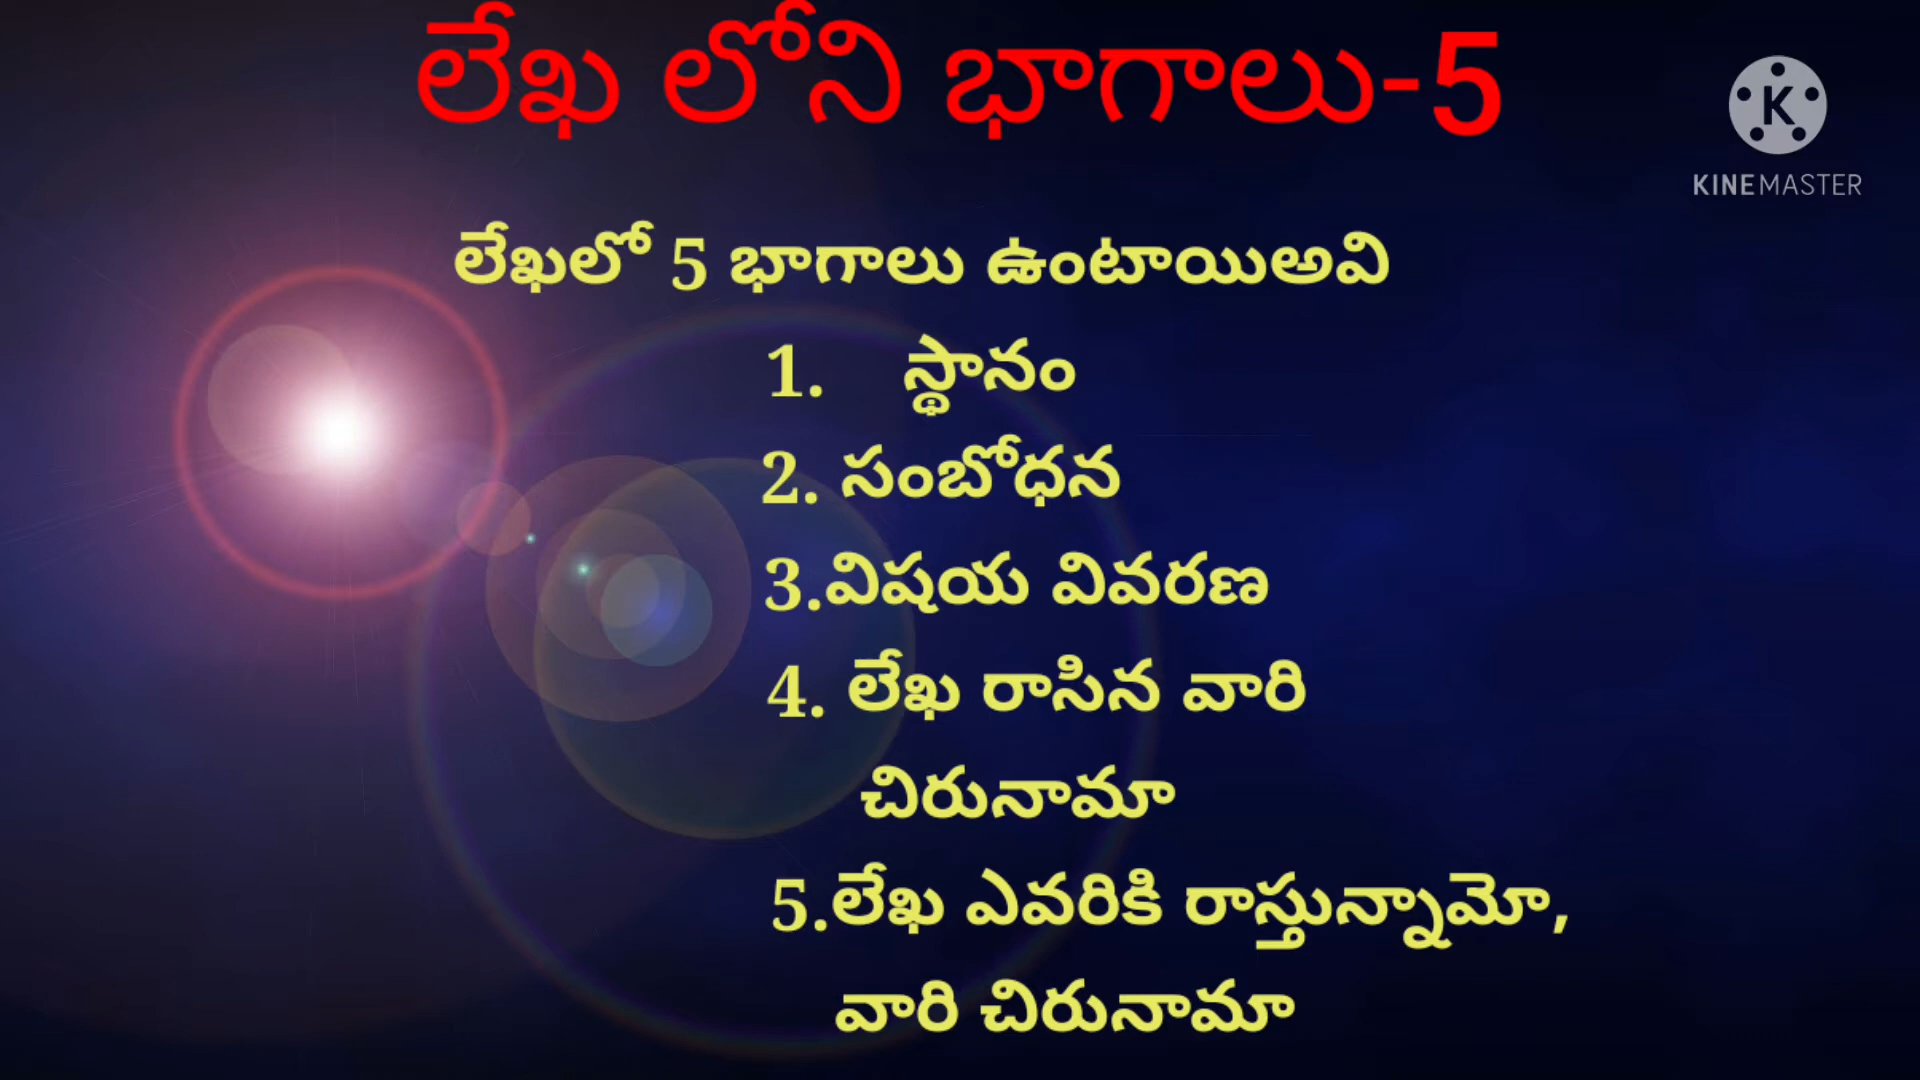 లేఖ లోని భాగాలు-5
K
KINEMASTER
లేఖలో 5 భాగాలు ఉంటాయిఅవి
1. స్థానం
2. సంబోధన
3.విషయ వివరణ
4. లేఖ రాసిన వారి
చిరునామా
5.లేఖ ఎవరికి రాస్తున్నామో,
వారి చిరునామా